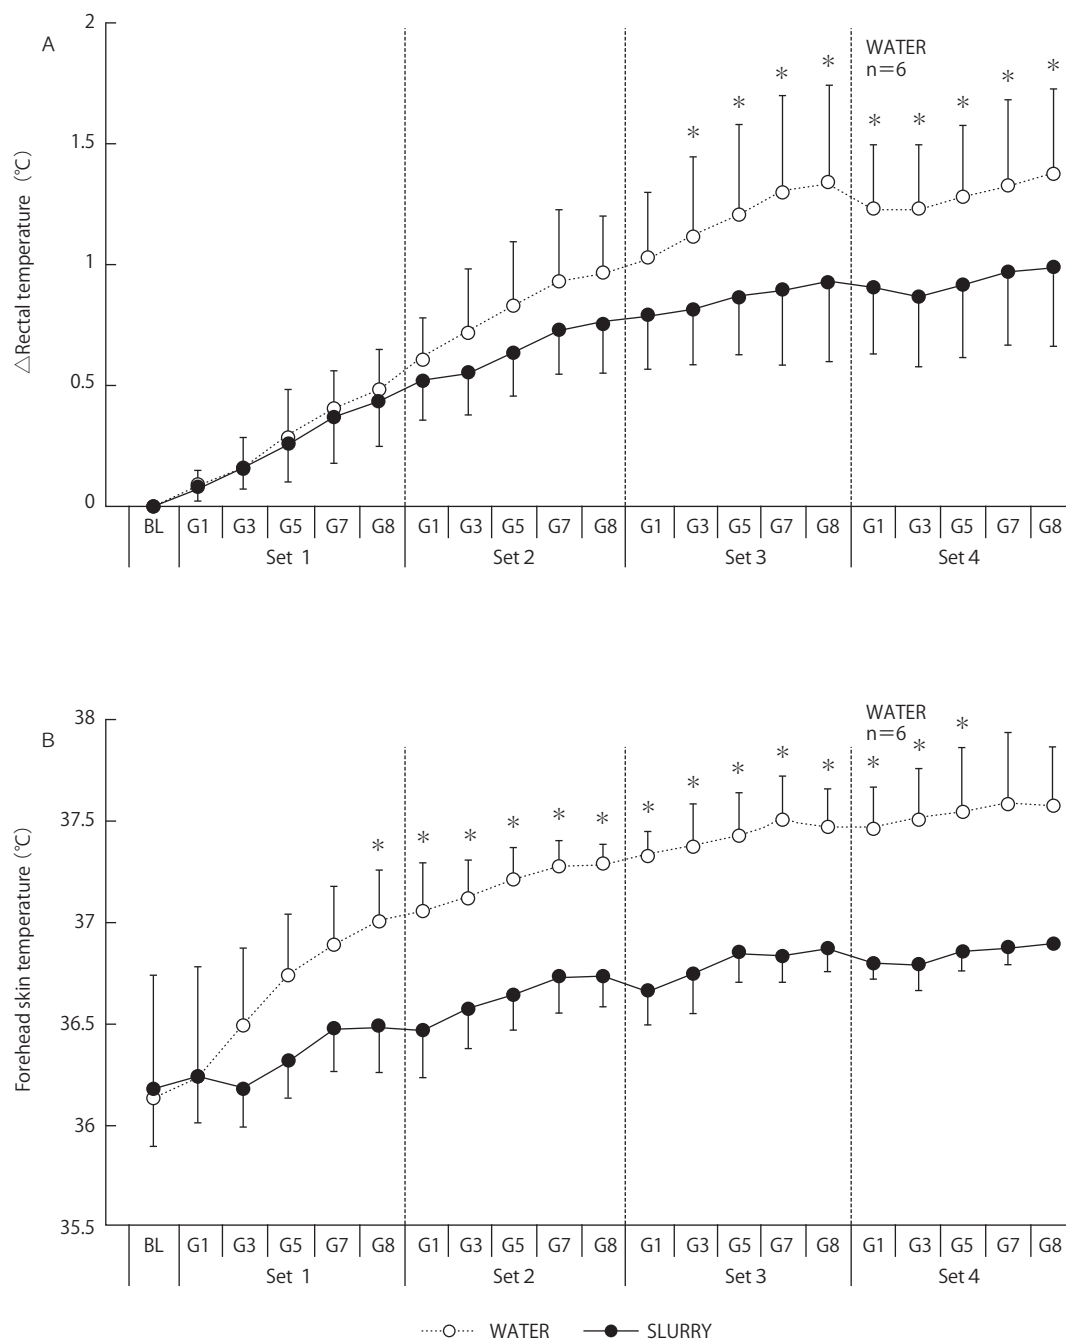 A
△Rectal temperature (℃)
2
1.5
1
0.5
0
WATER
n=6
* * * * * * * * *
BL G1 G3 G5 G7 G8 G1 G3 G5 G7 G8 G1 G3 G5 G7 G8 G1 G3 G5 G7 G8
Set 1 Set 2 Set 3 Set 4
B
Forehead skin temperature (℃)
38
37.5
37
36.5
36
35.5
WATER
n=6
* * * * * * * * * * * * * *
BL G1 G3 G5 G7 G8 G1 G3 G5 G7 G8 G1 G3 G5 G7 G8 G1 G3 G5 G7 G8
Set 1 Set 2 Set 3 Set 4
WATER SLURRY